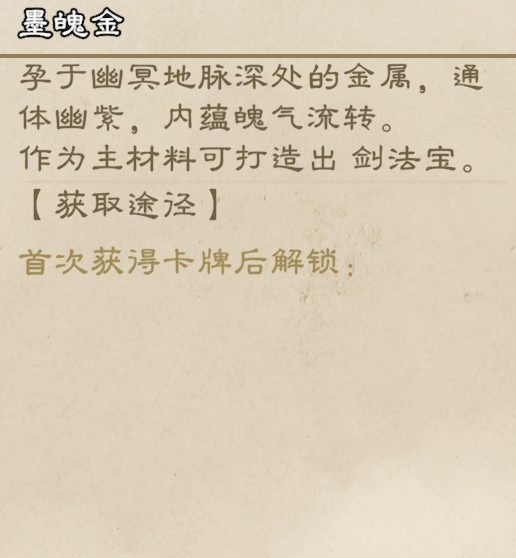 墨魄金
孕于幽冥地脉深处的金属，通
体幽紫，内蕴魄气流转。
作为主材料可打造出 剑法宝。
【获取途径】
首次获得卡牌后解锁：